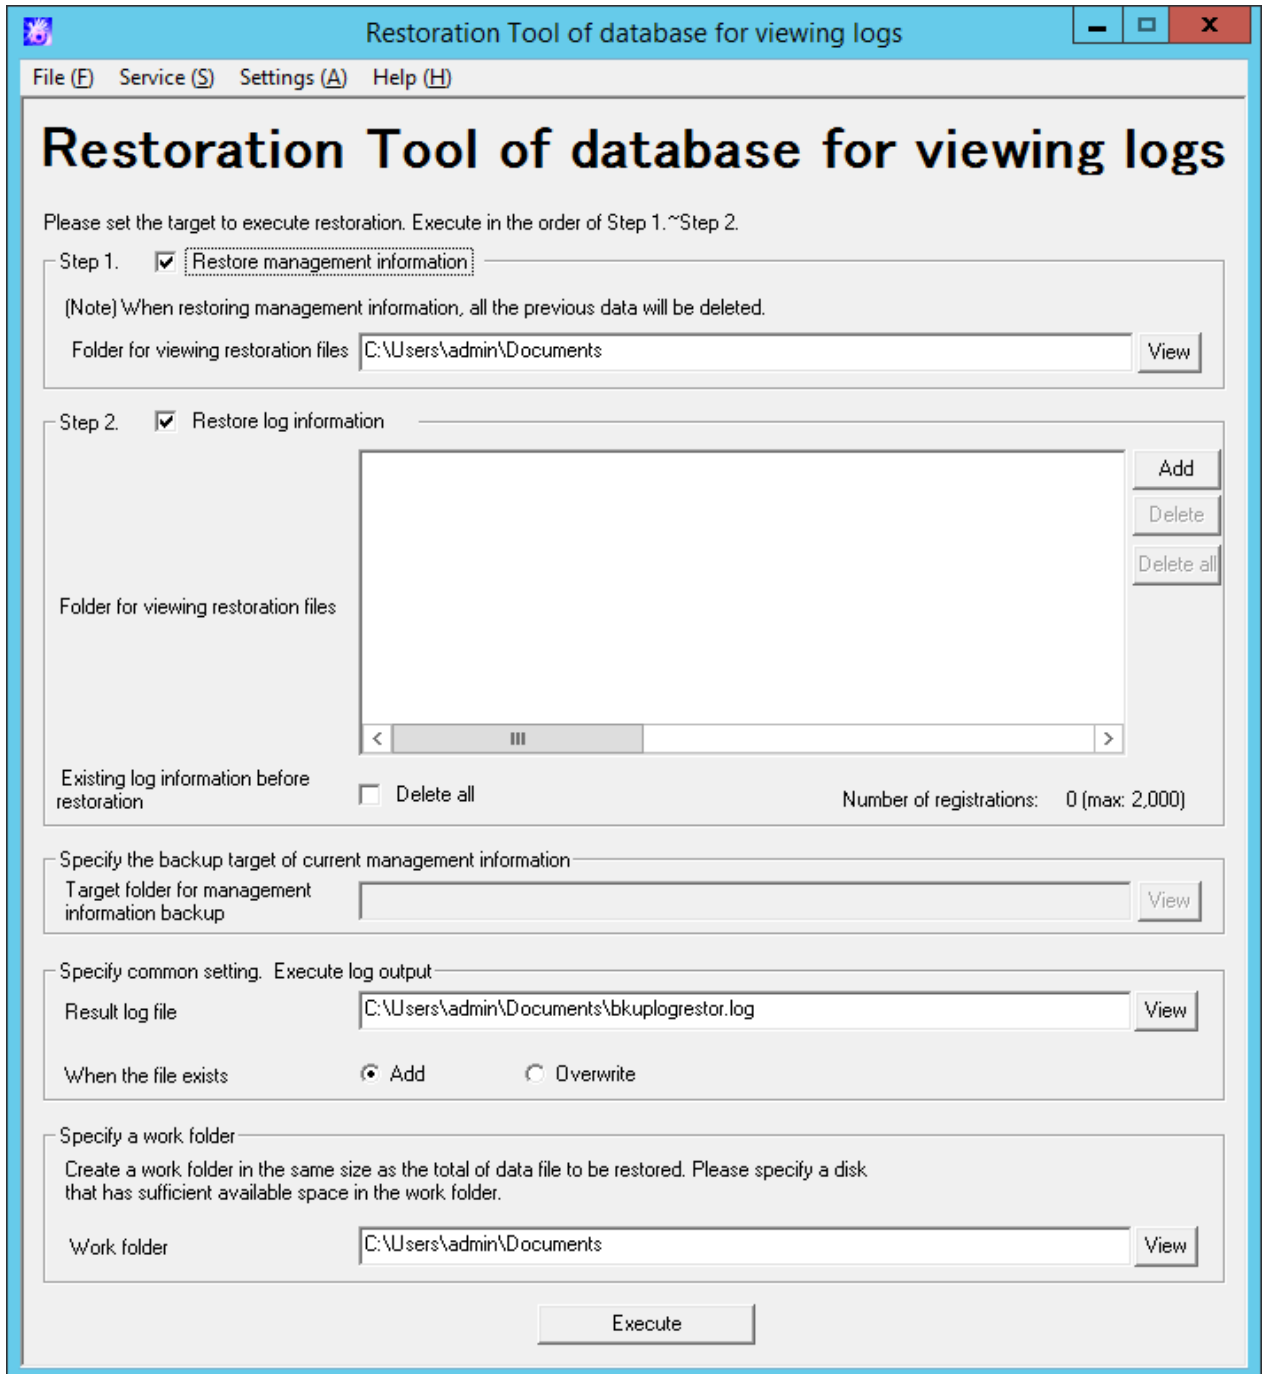 Restoration Tool of database for viewing logs
File (F) Service (S) Settings (A) Help (H)
Restoration Tool of database for viewing logs
Please set the target to execute restoration. Execute in the order of Step 1.~Step 2.
Step 1. Restore management information
(Note) When restoring management information, all the previous data will be deleted.
Folder for viewing restoration files C:\Users\admin\Documents View
Step 2. Restore log information
Add
Delete
Delete all
Folder for viewing restoration files
Existing log information before
restoration
Delete all
Number of registrations: 0 (max: 2,000)
Specify the backup target of current management information
Target folder for management
information backup
View
Specify common setting. Execute log output
Result log file C:\Users\admin\Documents\bkuplogrestor.log View
When the file exists Add Overwrite
Specify a work folder
Create a work folder in the same size as the total of data file to be restored. Please specify a disk
that has sufficient available space in the work folder.
Work folder C:\Users\admin\Documents View
Execute